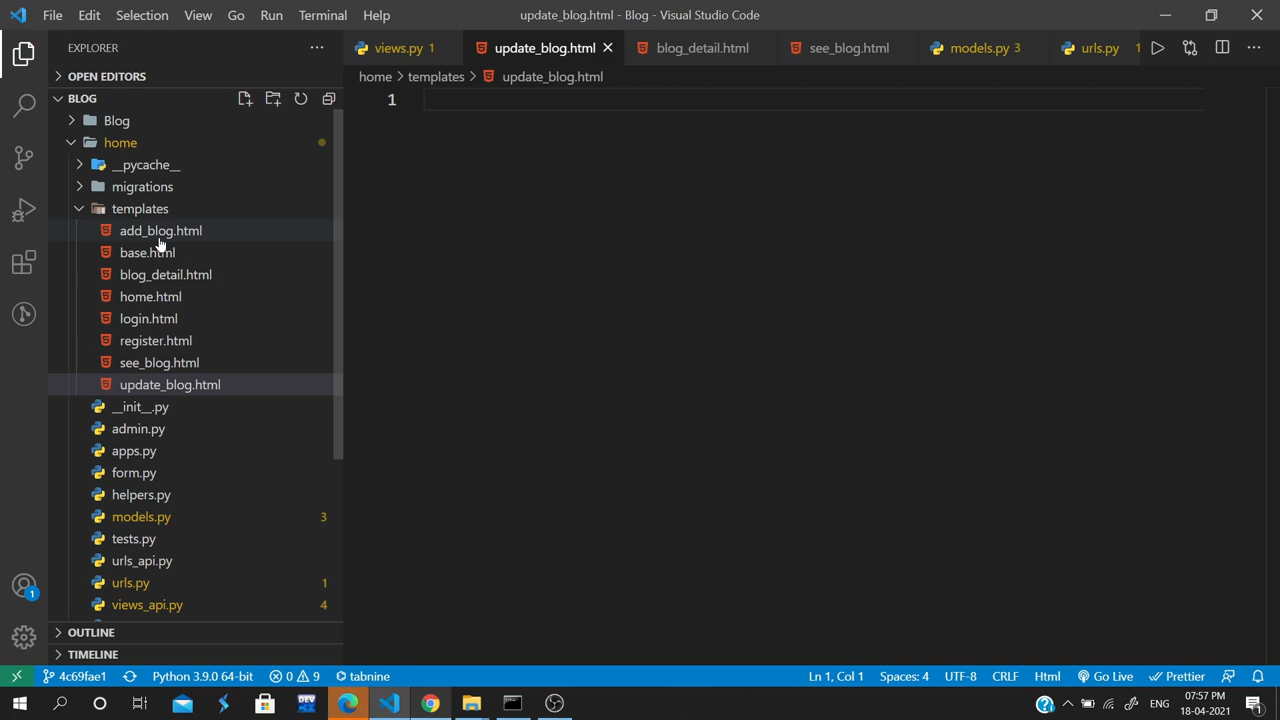 File Edit Selection View Go Run Terminal Help update_blog.html - Blog - Visual Studio Code
EXPLORER
views.py 1 update_blog.html blog_detail.html see_blog.html models.py 3 urls.py 1
OPEN EDITORS
home > templates > update_blog.html
BLOG
1
Blog
home
__pycache__
migrations
templates
add_blog.html
base.html
blog_detail.html
home.html
login.html
register.html
see_blog.html
update_blog.html
__init__.py
admin.py
apps.py
form.py
helpers.py
models.py 3
tests.py
urls_api.py
urls.py 1
views_api.py 4
1
OUTLINE
TIMELINE
4c69fae1 Python 3.9.0 64-bit 0 9 tabnine Ln 1, Col 1 Spaces: 4 UTF-8 CRLF Html Go Live Prettier
DEV ENG 07:57 PM
18-04-2021 1